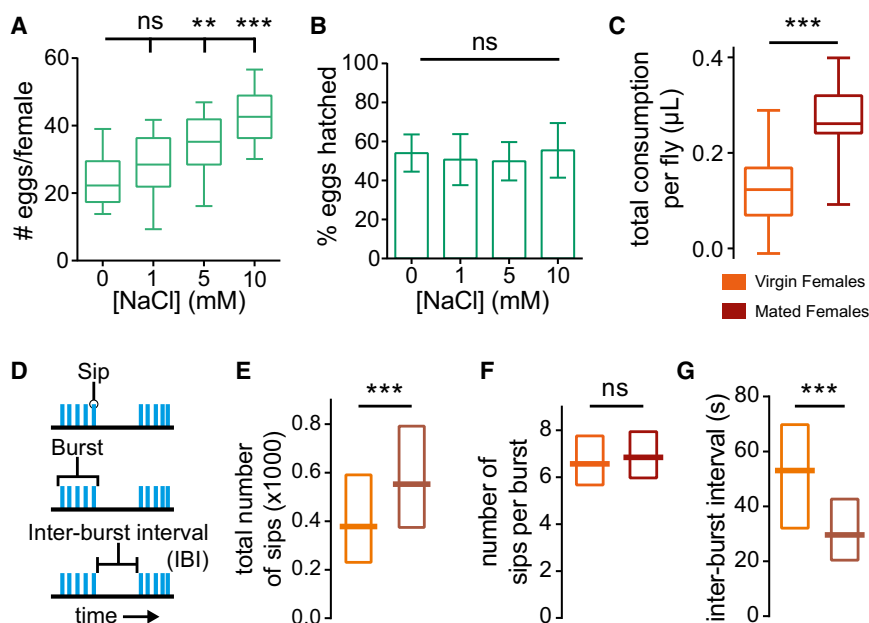 A
ns ** ***
# eggs/female
60
40
20
0
0 1 5 10
[NaCl] (mM)
B
ns
% eggs hatched
100
80
60
40
20
0
0 1 5 10
[NaCl] (mM)
C
***
total consumption
per fly (µL)
0.4
0.2
0.0
Virgin Females
Mated Females
D
Sip
Burst
Inter-burst interval
(IBI)
time
E
***
total number
of sips (x1000)
0.8
0.6
0.4
0.2
0.0
F
ns
number of
sips per burst
8
6
4
2
0
G
***
inter-burst interval (s)
80
60
40
20
0